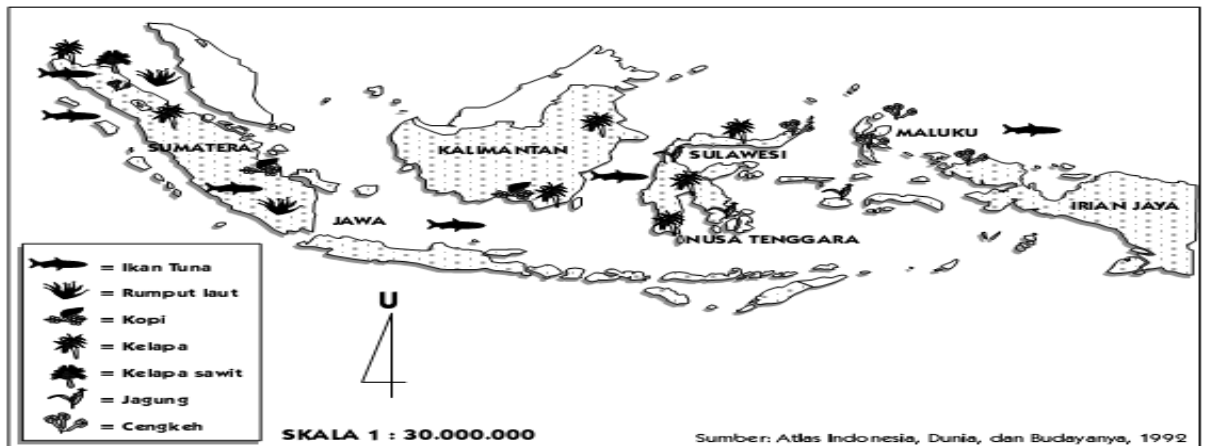 MALUKU
SUMATERA
KALIMANTAN
SULAWESI
IRIAN JAYA
JAWA
NUSA TENGGARA
= Ikan Tuna
= Rumput laut
= Kopi
= Kelapa
= Kelapa sawit
= Jagung
= Cengkeh
U
SKALA 1 : 30.000.000
Sumber: Atlas Indonesia, Dunia, dan Budayanya, 1992